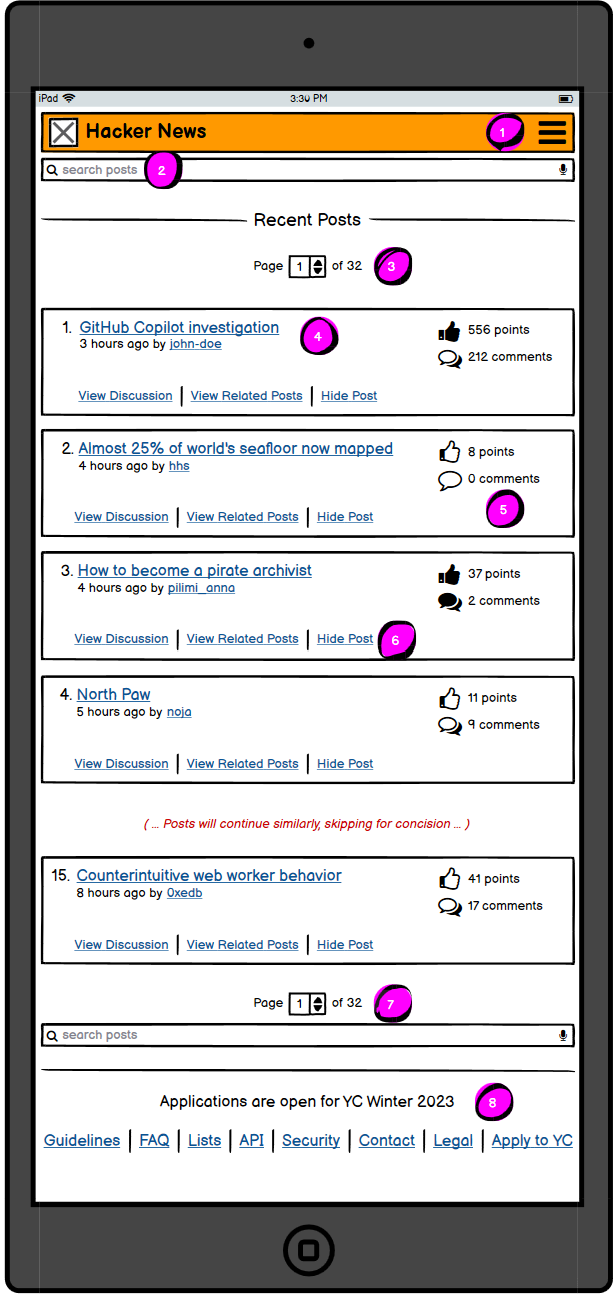 iPad 3:30 PM
Hacker News 1
search posts 2
Recent Posts
Page 1 of 32 3
1. GitHub Copilot investigation 4 556 points
3 hours ago by john-doe
212 comments
View Discussion View Related Posts Hide Post
2. Almost 25% of world's seafloor now mapped 8 points
4 hours ago by hhs
0 comments
5
View Discussion View Related Posts Hide Post
3. How to become a pirate archivist 37 points
4 hours ago by pilimi_anna
2 comments
View Discussion View Related Posts Hide Post 6
4. North Paw 11 points
5 hours ago by noja
9 comments
View Discussion View Related Posts Hide Post
( ... Posts will continue similarly, skipping for concision ... )
15. Counterintuitive web worker behavior 41 points
8 hours ago by 0xedb
17 comments
View Discussion View Related Posts Hide Post
Page 1 of 32 7
search posts
Applications are open for YC Winter 2023 8
Guidelines FAQ Lists API Security Contact Legal Apply to YC